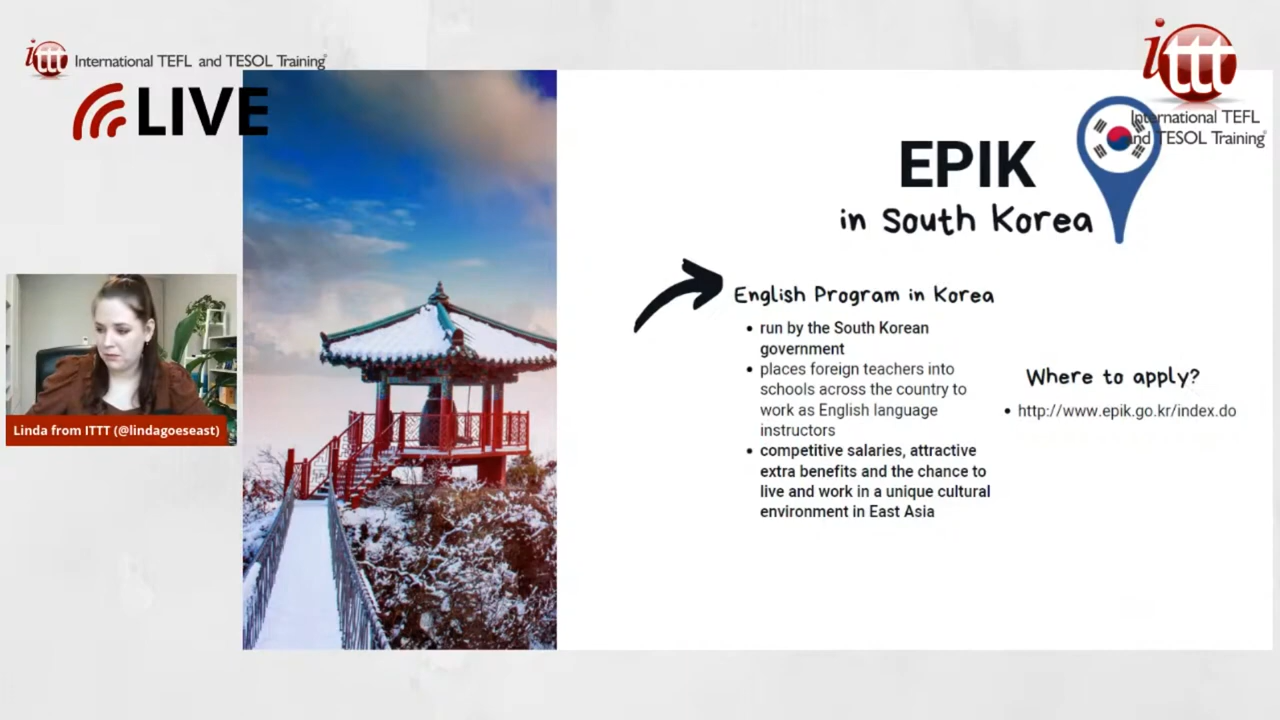 ittt International TEFL and TESOL Training
LIVE
ittt
International TEFL
and TESOL Training
EPIK
in South Korea
English Program in Korea
• run by the South Korean
government
• places foreign teachers into
schools across the country to
work as English language
instructors
• competitive salaries, attractive
extra benefits and the chance to
live and work in a unique cultural
environment in East Asia
Where to apply?
• http://www.epik.go.kr/index.do
Linda from ITTT (@lindagoeseast)